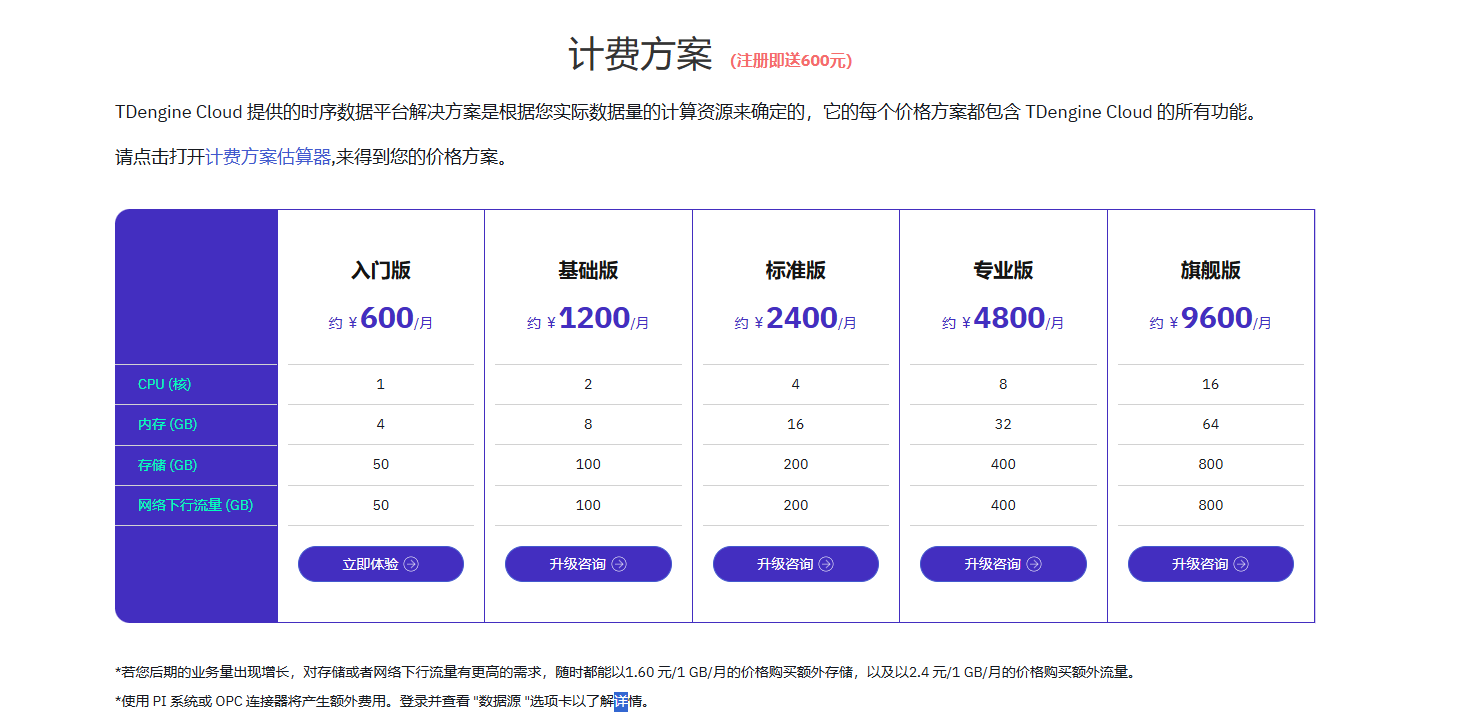 计费方案 (注册即送600元)
TDengine Cloud 提供的时序数据平台解决方案是根据您实际数据量的计算资源来确定的，它的每个价格方案都包含 TDengine Cloud 的所有功能。
请点击打开计费方案估算器,来得到您的价格方案。
入门版 基础版 标准版 专业版 旗舰版
约 ¥600/月 约 ¥1200/月 约 ¥2400/月 约 ¥4800/月 约 ¥9600/月
CPU (核) 1 2 4 8 16
内存 (GB) 4 8 16 32 64
存储 (GB) 50 100 200 400 800
网络下行流量 (GB) 50 100 200 400 800
立即体验 升级咨询 升级咨询 升级咨询 升级咨询
*若您后期的业务量出现增长，对存储或者网络下行流量有更高的需求，随时都能以1.60 元/1 GB/月的价格购买额外存储，以及以2.4 元/1 GB/月的价格购买额外流量。
*使用 PI 系统或 OPC 连接器将产生额外费用。登录并查看 "数据源 "选项卡以了解详情。